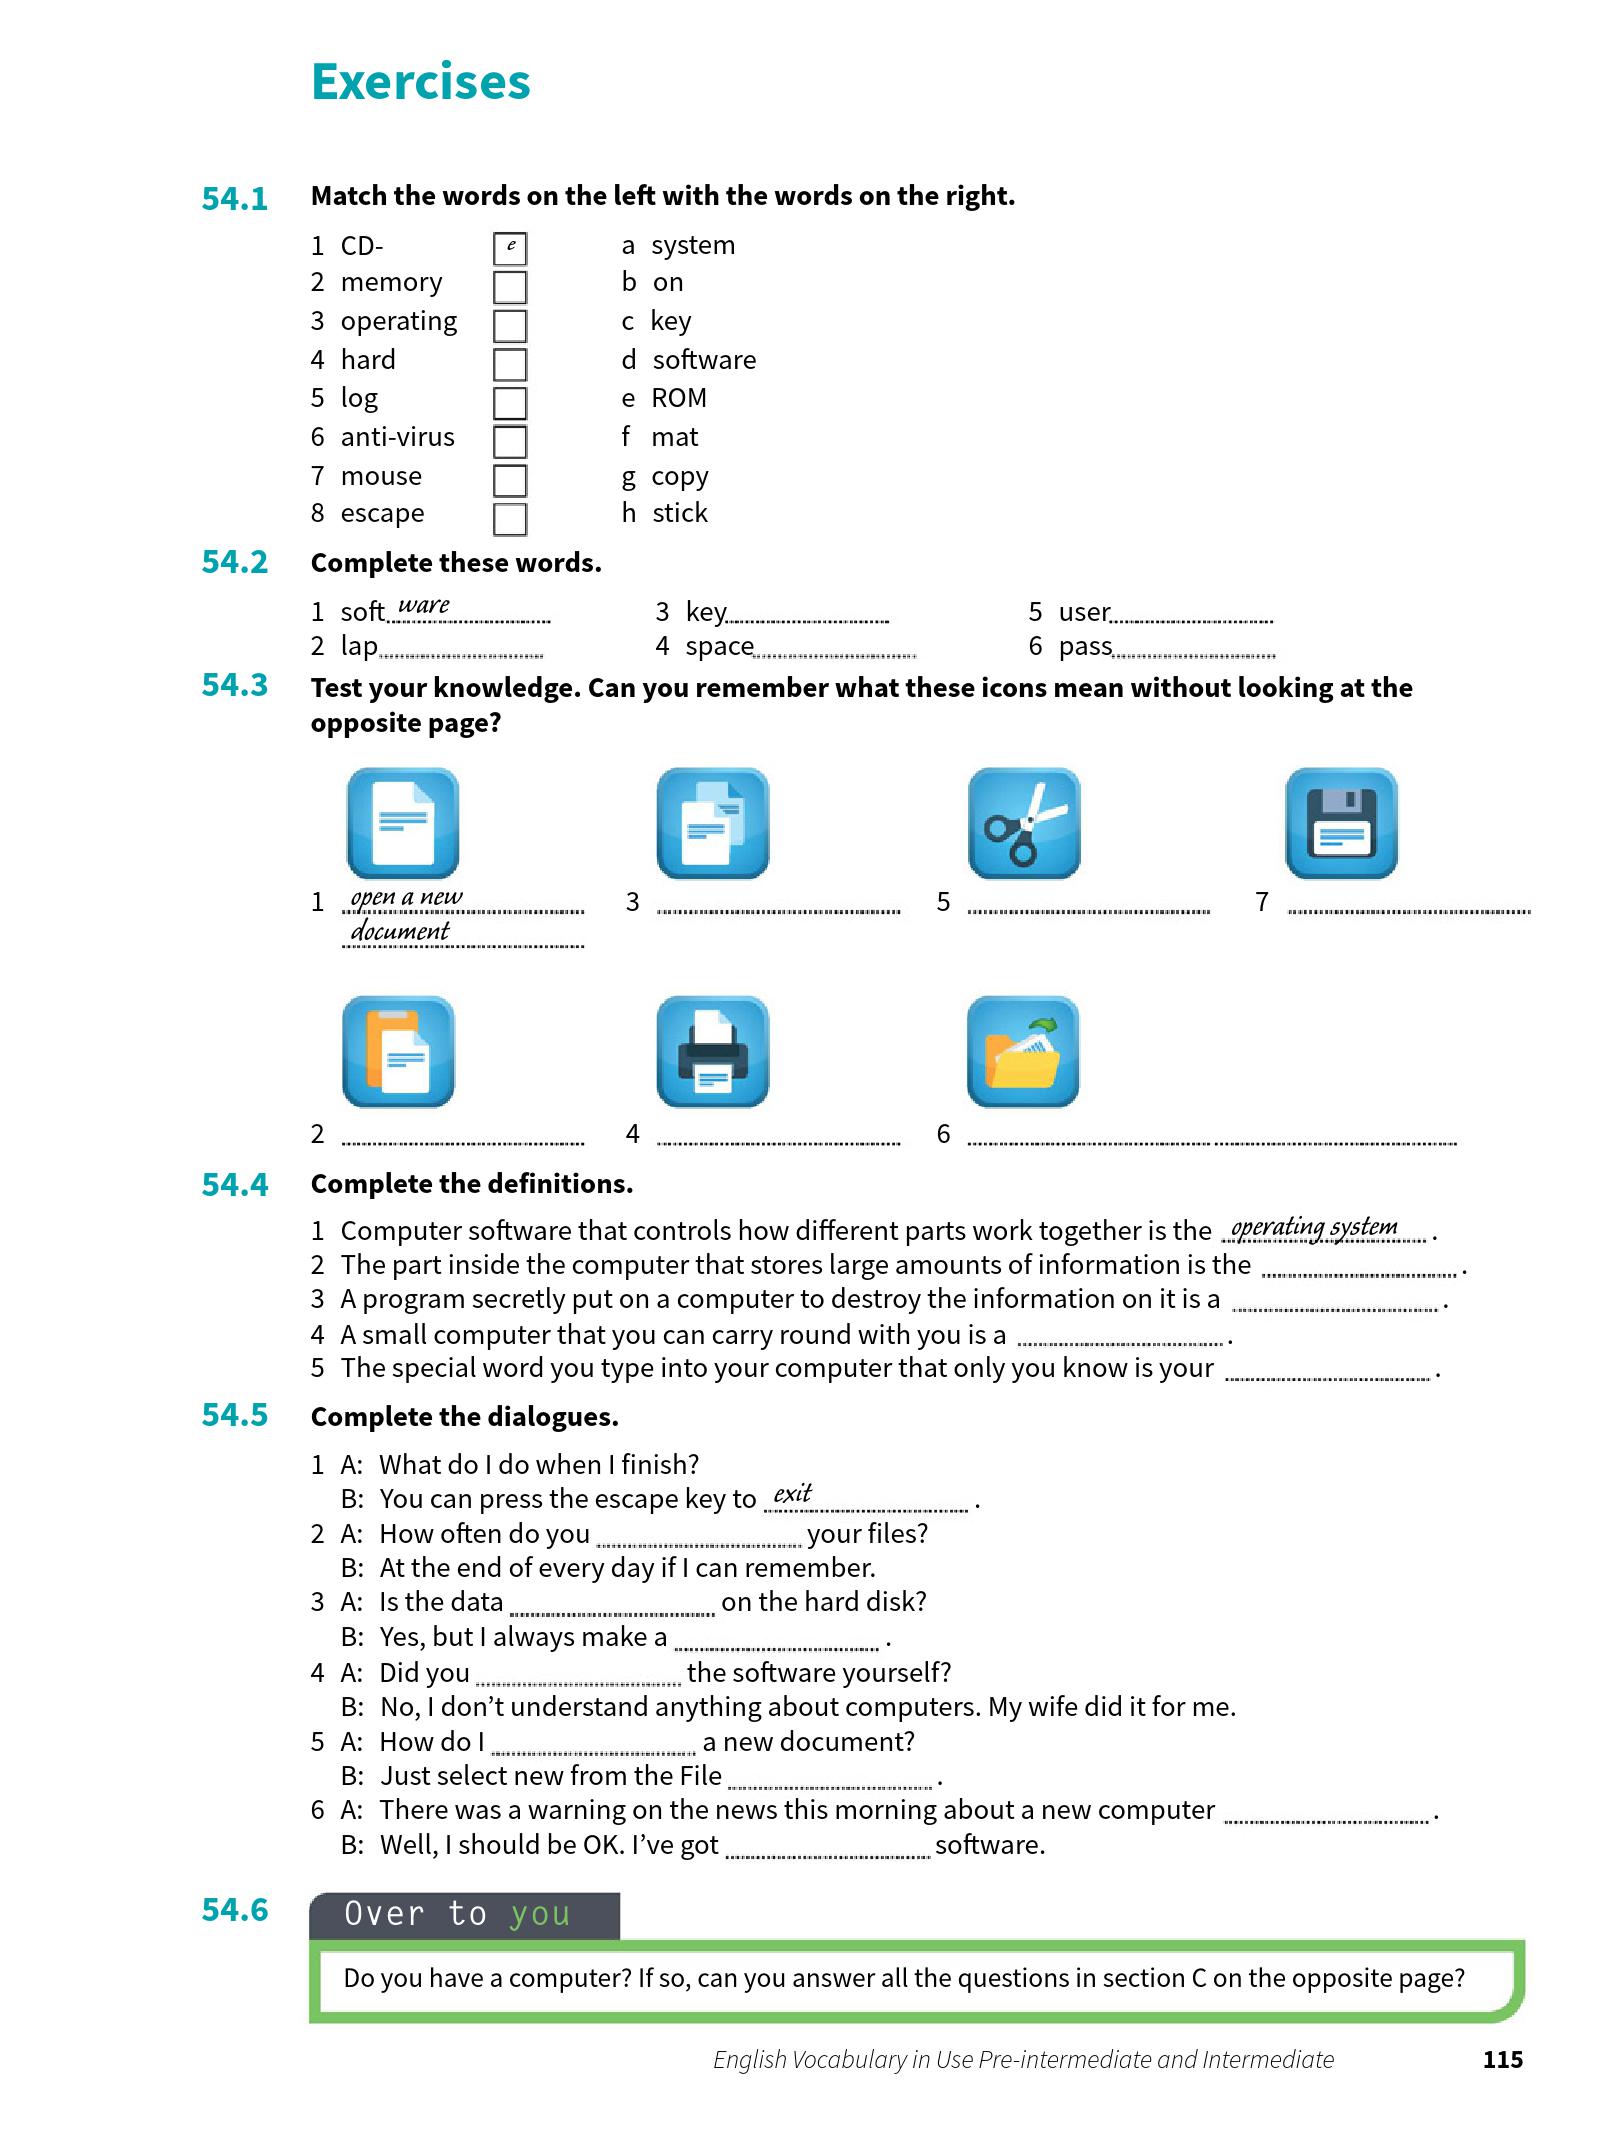 Exercises
54.1 Match the words on the left with the words on the right.
1 CD- e a system
2 memory b on
3 operating c key
4 hard d software
5 log e ROM
6 anti-virus f mat
7 mouse g copy
8 escape h stick
54.2 Complete these words.
1 soft ware 3 key 5 user
2 lap 4 space 6 pass
54.3 Test your knowledge. Can you remember what these icons mean without looking at the
opposite page?
1 open a new 3 5 7
document
2 4 6
54.4 Complete the definitions.
1 Computer software that controls how different parts work together is the operating system .
2 The part inside the computer that stores large amounts of information is the .
3 A program secretly put on a computer to destroy the information on it is a .
4 A small computer that you can carry round with you is a .
5 The special word you type into your computer that only you know is your .
54.5 Complete the dialogues.
1 A: What do I do when I finish?
B: You can press the escape key to exit .
2 A: How often do you your files?
B: At the end of every day if I can remember.
3 A: Is the data on the hard disk?
B: Yes, but I always make a .
4 A: Did you the software yourself?
B: No, I don’t understand anything about computers. My wife did it for me.
5 A: How do I a new document?
B: Just select new from the File .
6 A: There was a warning on the news this morning about a new computer .
B: Well, I should be OK. I’ve got software.
54.6 Over to you
Do you have a computer? If so, can you answer all the questions in section C on the opposite page?
English Vocabulary in Use Pre-intermediate and Intermediate 115